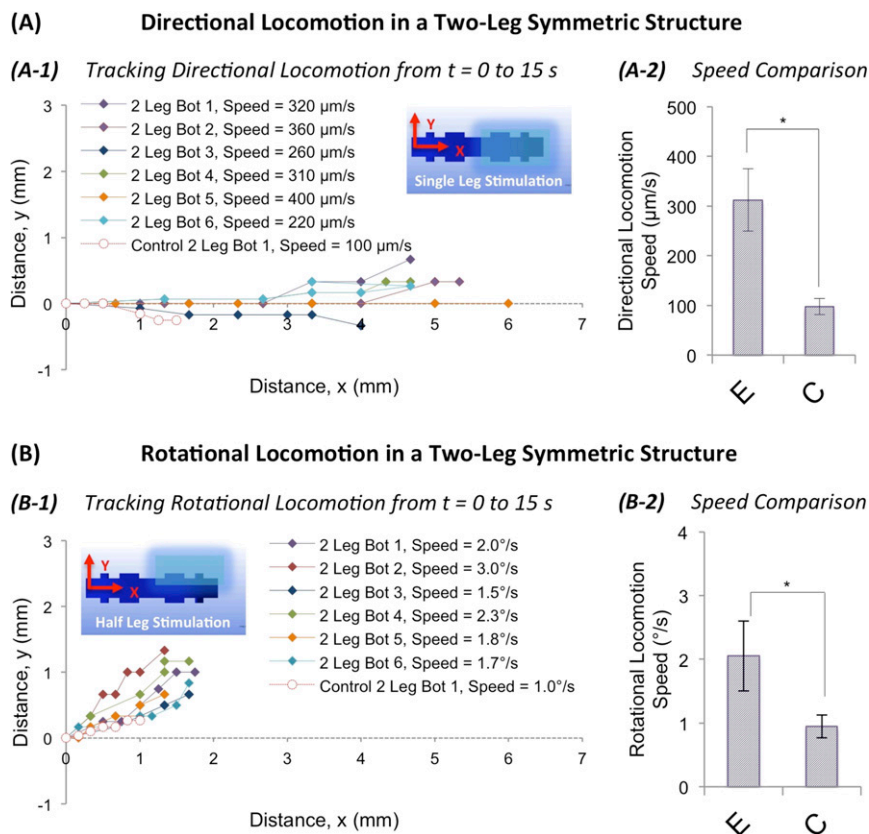 (A) Directional Locomotion in a Two-Leg Symmetric Structure
(A-1) Tracking Directional Locomotion from t = 0 to 15 s
3
2
1
0
-1
Distance, y (mm)
2 Leg Bot 1, Speed = 320 μm/s
2 Leg Bot 2, Speed = 360 μm/s
2 Leg Bot 3, Speed = 260 μm/s
2 Leg Bot 4, Speed = 310 μm/s
2 Leg Bot 5, Speed = 400 μm/s
2 Leg Bot 6, Speed = 220 μm/s
Control 2 Leg Bot 1, Speed = 100 μm/s
Y
X
Single Leg Stimulation
0 1 2 3 4 5 6 7
Distance, x (mm)
(A-2) Speed Comparison
500
400
300
200
100
0
Directional Locomotion
Speed (μm/s)
*
E C
(B) Rotational Locomotion in a Two-Leg Symmetric Structure
(B-1) Tracking Rotational Locomotion from t = 0 to 15 s
3
2
1
0
-1
Distance, y (mm)
Y
X
Half Leg Stimulation
2 Leg Bot 1, Speed = 2.0°/s
2 Leg Bot 2, Speed = 3.0°/s
2 Leg Bot 3, Speed = 1.5°/s
2 Leg Bot 4, Speed = 2.3°/s
2 Leg Bot 5, Speed = 1.8°/s
2 Leg Bot 6, Speed = 1.7°/s
Control 2 Leg Bot 1, Speed = 1.0°/s
0 1 2 3 4 5 6 7
Distance, x (mm)
(B-2) Speed Comparison
4
3
2
1
0
Rotational Locomotion
Speed (°/s)
*
E C